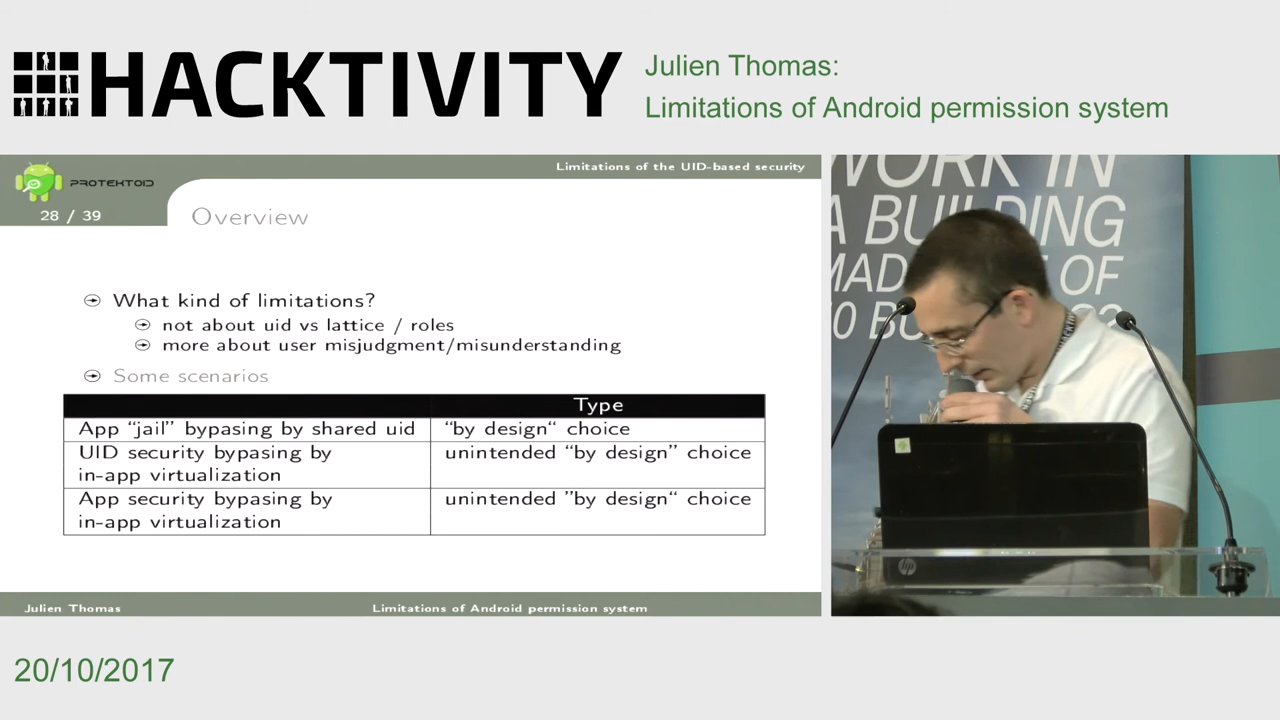 HACKTIVITY
Julien Thomas:
Limitations of Android permission system
Limitations of the UID-based security
PROTEKTOID
28 / 39
Overview
What kind of limitations?
not about uid vs lattice / roles
more about user misjudgment/misunderstanding
Some scenarios
Type
App “jail” bypasing by shared uid
“by design“ choice
UID security bypasing by
in-app virtualization
unintended “by design” choice
App security bypasing by
in-app virtualization
unintended ”by design“ choice
Julien Thomas
Limitations of Android permission system
WORK IN
A BUILDING
OF
hp
20/10/2017